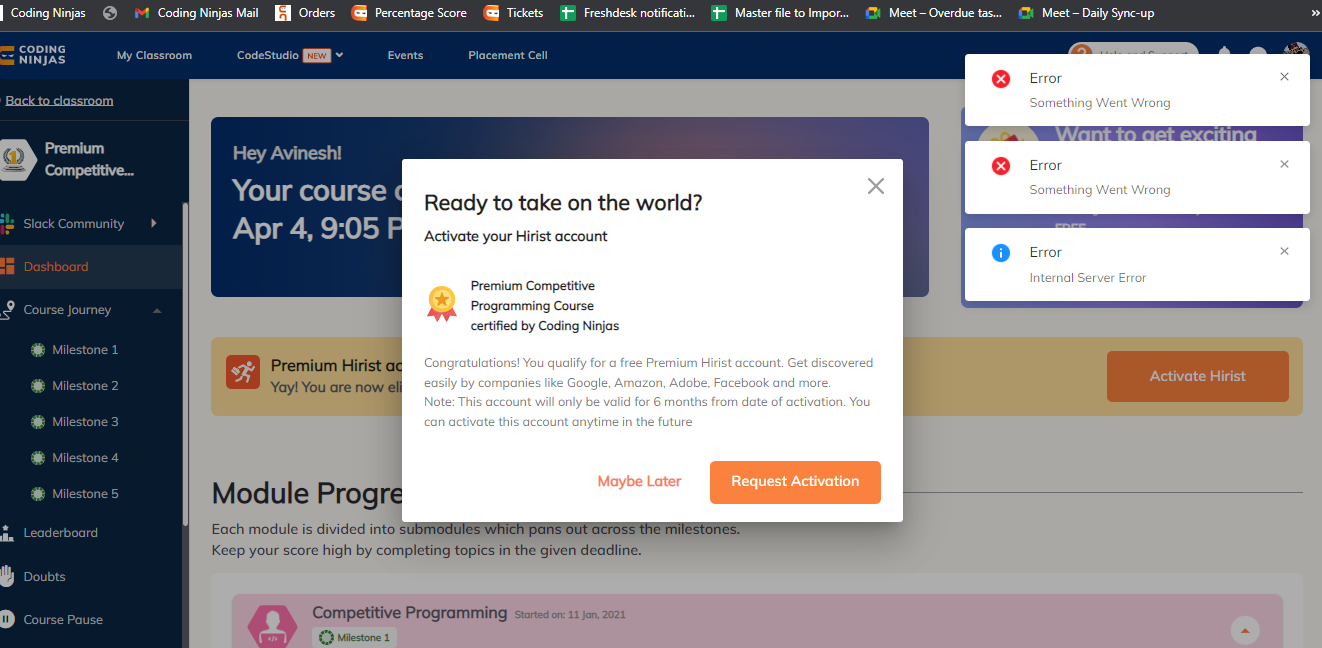 Coding Ninjas
Coding Ninjas Mail
Orders
Percentage Score
Tickets
Freshdesk notificati...
Master file to Impor...
Meet – Overdue tas...
Meet – Daily Sync-up
»
CODING
NINJAS
My Classroom
CodeStudio NEW
Events
Placement Cell
Help and Support
Back to classroom
Premium
Competitive...
Slack Community
Dashboard
Course Journey
Milestone 1
Milestone 2
Milestone 3
Milestone 4
Milestone 5
Leaderboard
Doubts
Course Pause
Hey Avinesh!
Your course
Apr 4, 9:05 P
Want to get exciting
FREE
Error
Something Went Wrong
Error
Something Went Wrong
Error
Internal Server Error
Ready to take on the world?
Activate your Hirist account
Premium Competitive
Programming Course
certified by Coding Ninjas
Congratulations! You qualify for a free Premium Hirist account. Get discovered
easily by companies like Google, Amazon, Adobe, Facebook and more.
Note: This account will only be valid for 6 months from date of activation. You
can activate this account anytime in the future
Maybe Later
Request Activation
Premium Hirist ac
Yay! You are now eli
Activate Hirist
Module Progre
Each module is divided into submodules which pans out across the milestones.
Keep your score high by completing topics in the given deadline.
Competitive Programming Started on: 11 Jan, 2021
Milestone 1